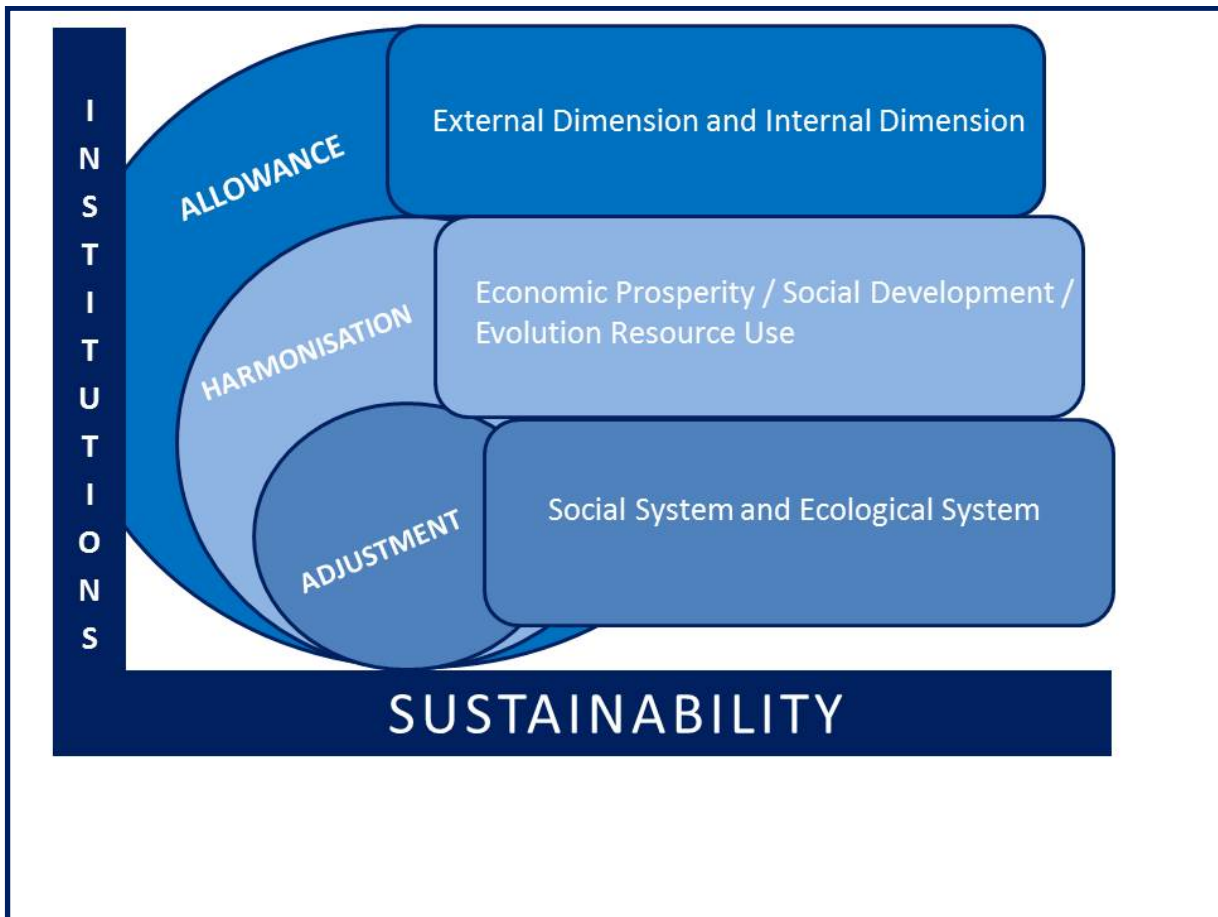 INSTITUTIONS
ALLOWANCE
External Dimension and Internal Dimension
HARMONISATION
Economic Prosperity / Social Development /
Evolution Resource Use
ADJUSTMENT
Social System and Ecological System
SUSTAINABILITY